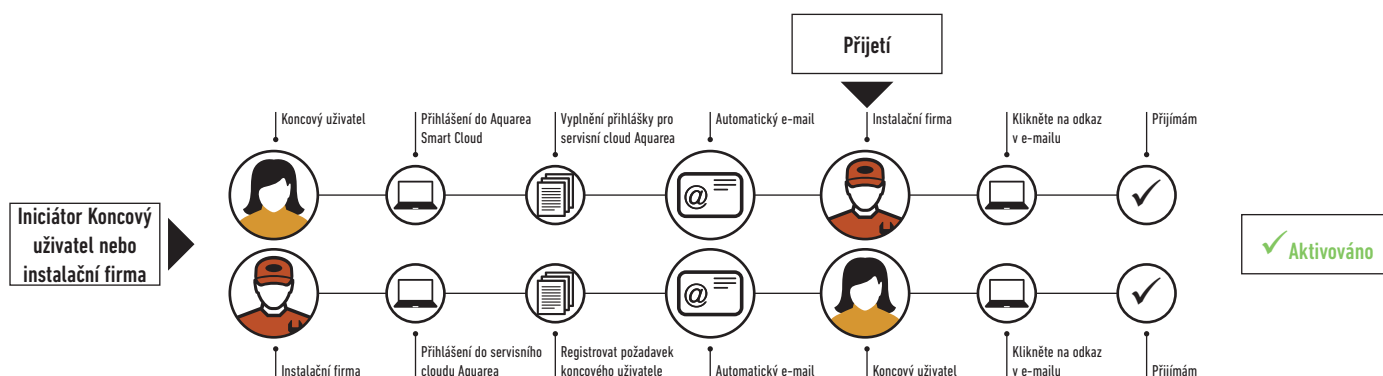 Přijetí
Koncový uživatel
Přihlášení do Aquarea
Smart Cloud
Vyplnění přihlášky pro
servisní cloud Aquarea
Automatický e-mail
Instalační firma
Klikněte na odkaz
v e-mailu
Přijímám
@
Iniciátor Koncový
uživatel nebo
instalační firma
✓ Aktivováno
@
Instalační firma
Přihlášení do servisního
cloudu Aquarea
Registrovat požadavek
koncového uživatele
Automatický e-mail
Koncový uživatel
Klikněte na odkaz
v e-mailu
Přijímám